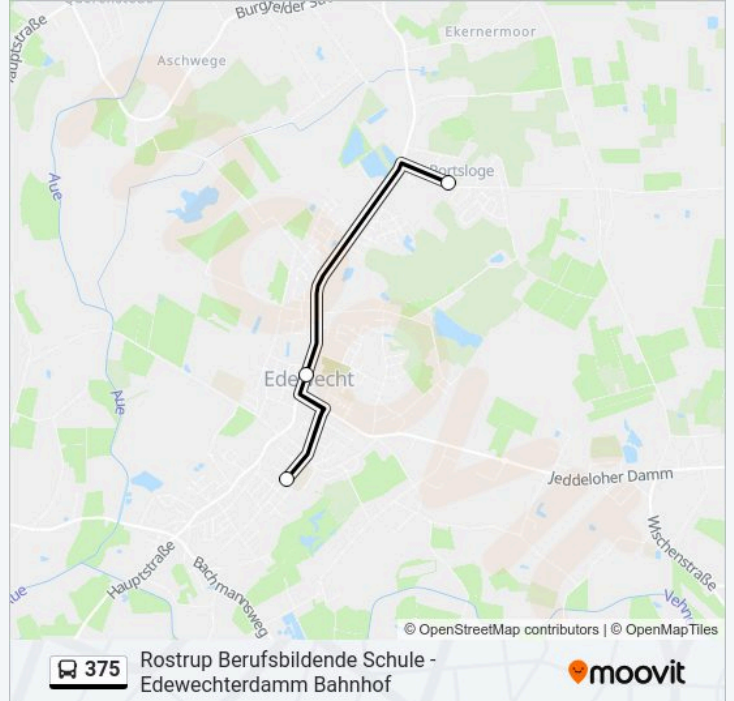 Burgfelder
Ekernermoor
Aschwege
Hauptstraße
Portsloge
Aue
Edewecht
Aue
Jeddeloher Damm
Wischenstraße
Hauptstraße
Bachmannsweg
© OpenStreetMap contributors | © OpenMapTiles
375
Rostrup Berufsbildende Schule -
Edewechterdamm Bahnhof
moovit